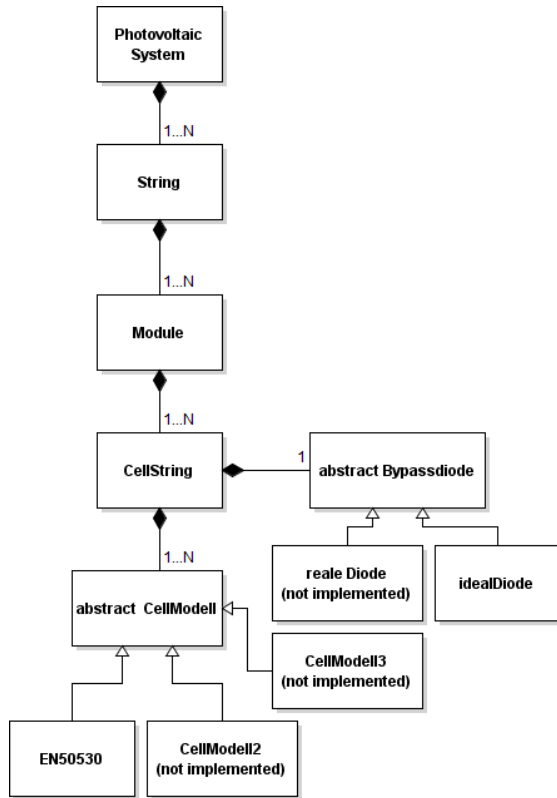 Photovoltaic
System
1...N
String
1...N
Module
1...N
CellString
1
abstract Bypassdiode
1...N
reale Diode
(not implemented)
idealDiode
abstract CellModell
CellModell3
(not implemented)
EN50530
CellModell2
(not implemented)